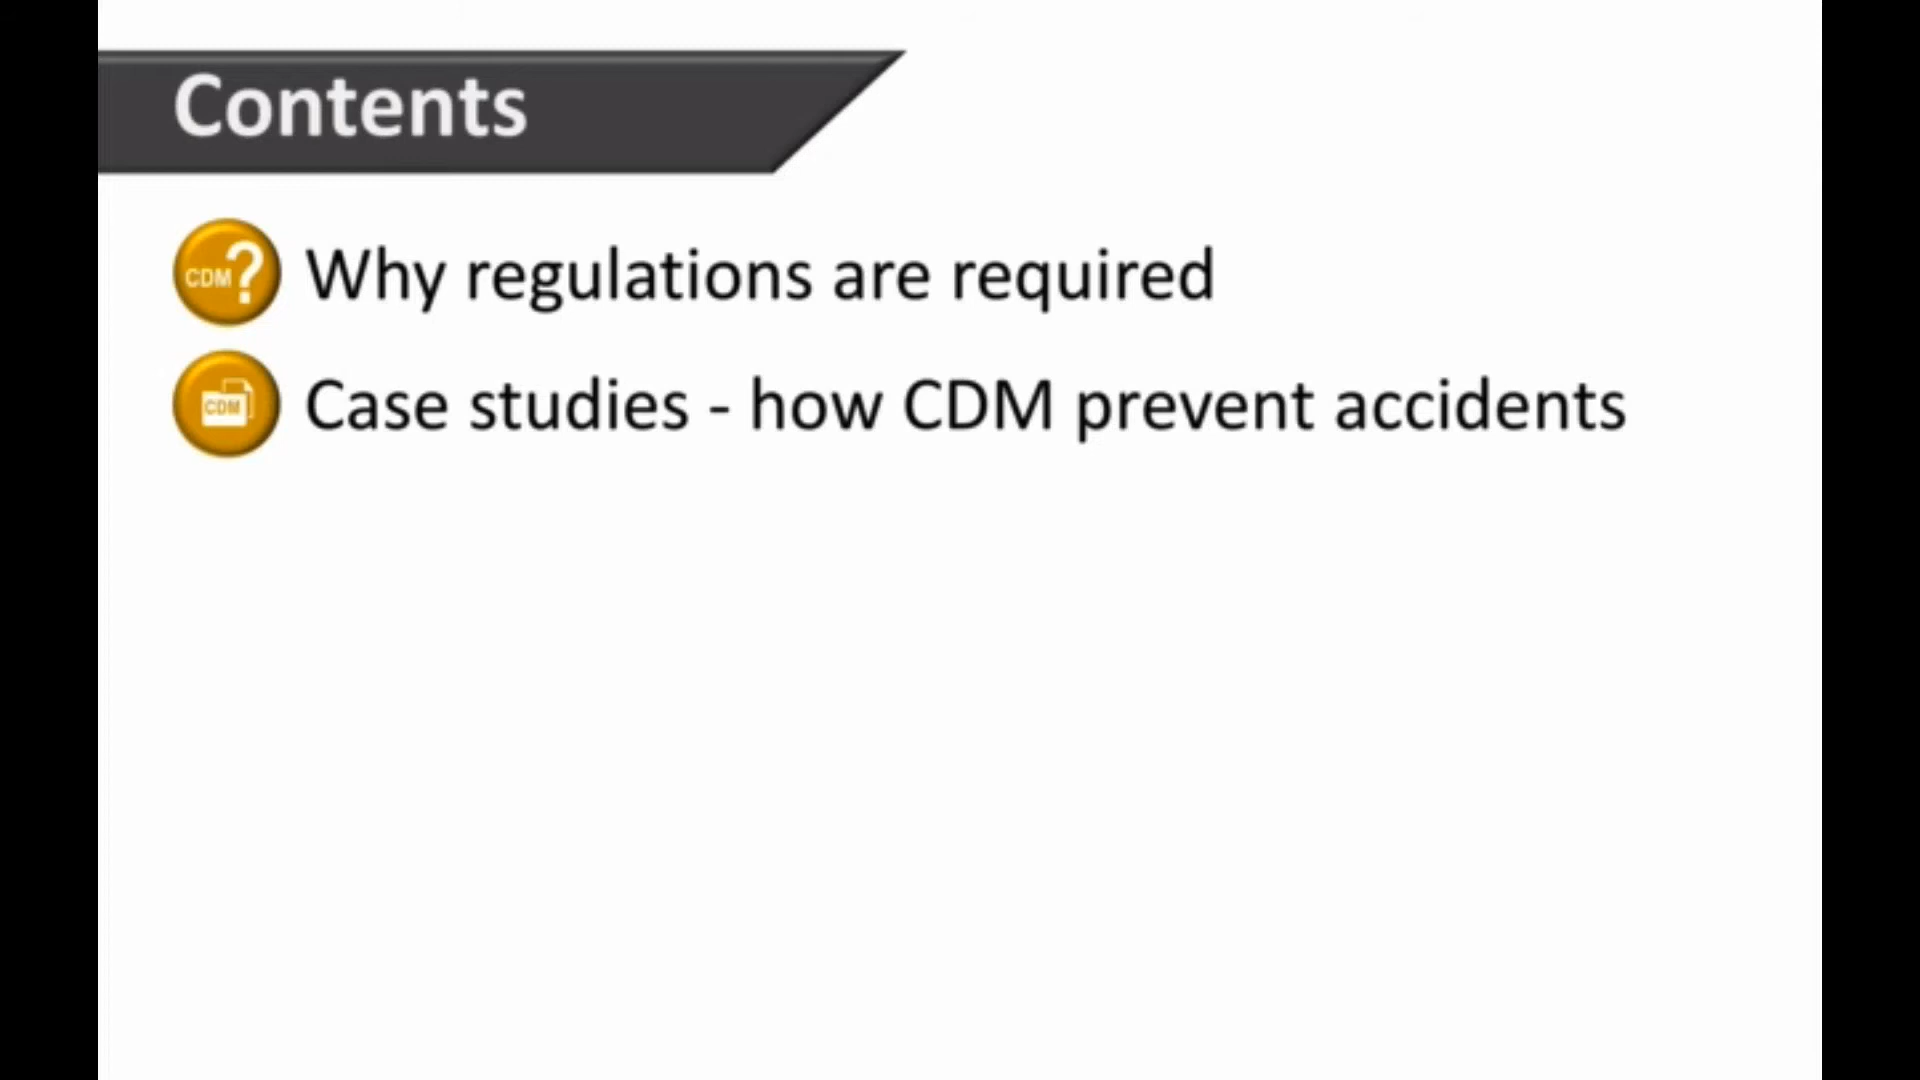 Contents
CDM?
Why regulations are required
CDM
Case studies - how CDM prevent accidents